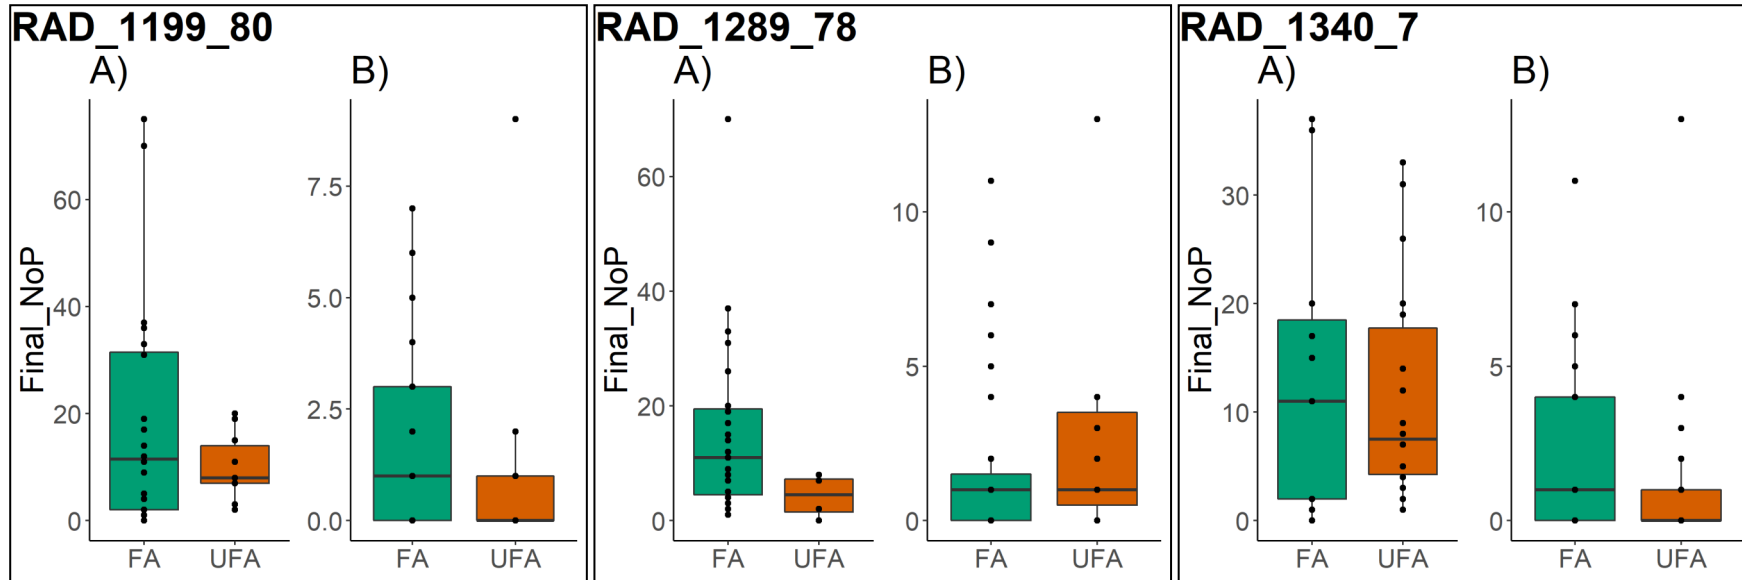 RAD_1199_80
A)
B)
Final_NoP
60
40
20
0
FA
UFA
7.5
5.0
2.5
0.0
FA
UFA
RAD_1289_78
A)
B)
Final_NoP
60
40
20
0
FA
UFA
10
5
0
FA
UFA
RAD_1340_7
A)
B)
Final_NoP
30
20
10
0
FA
UFA
10
5
0
FA
UFA